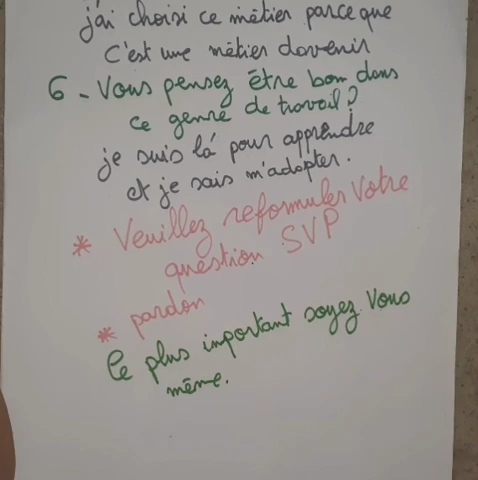 j'ai choisi ce métier parce que
C'est une métier davenir
6 - Vous pensez être bon dans
ce genre de travail?
je suis là pour apprendre
et je sais m'adapter.
* Veuillez reformuler Votre
question SVP
* pardon
Le plus important soyez Vous
même.